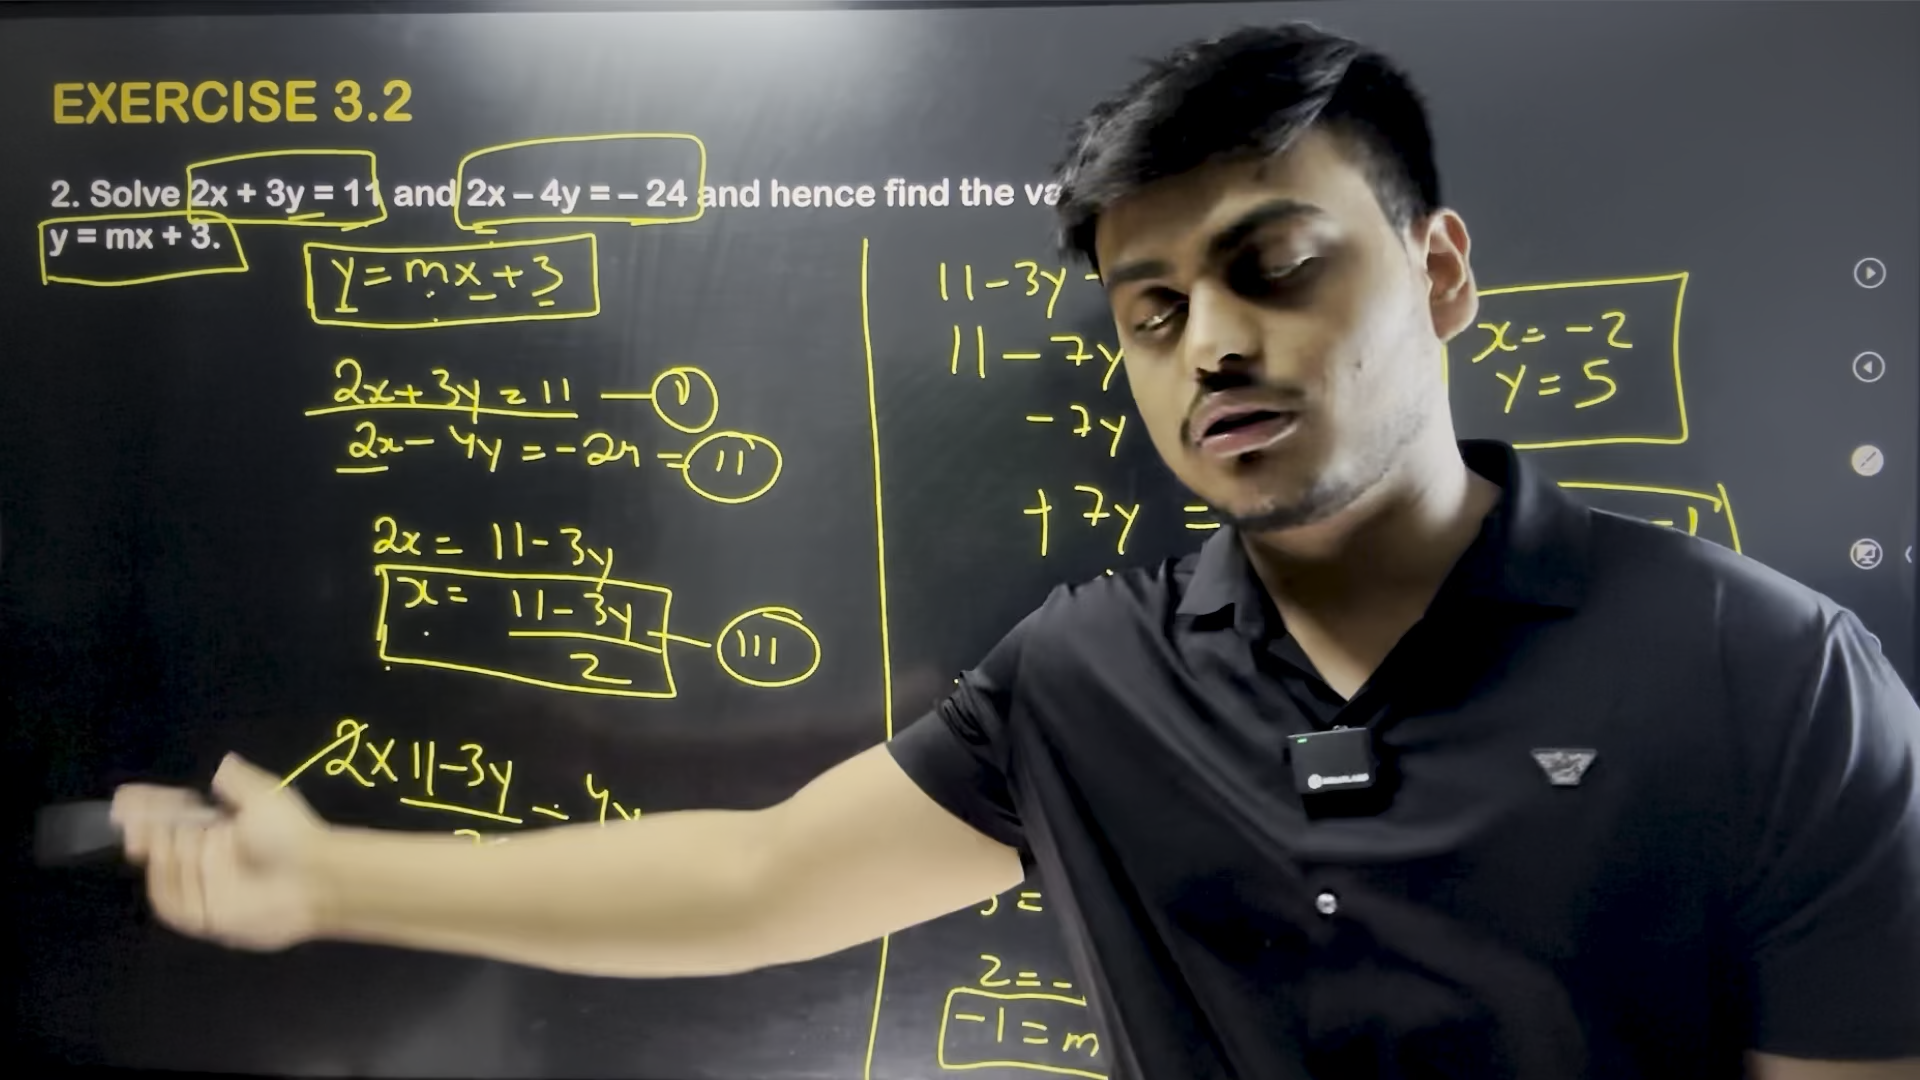 EXERCISE 3.2
2. Solve 2x + 3y = 11 and 2x – 4y = – 24 and hence find the
y = mx + 3.
y = mx + 3
2x + 3y = 11 — I
2x - 4y = -24 = II
2x = 11 - 3y
x = 11 - 3y
2
— III
2 x 11 - 3y - 4y
11 - 3y -
11 - 7y
- 7y
+ 7y =
2 = -
-1 = m
x = -2
y = 5